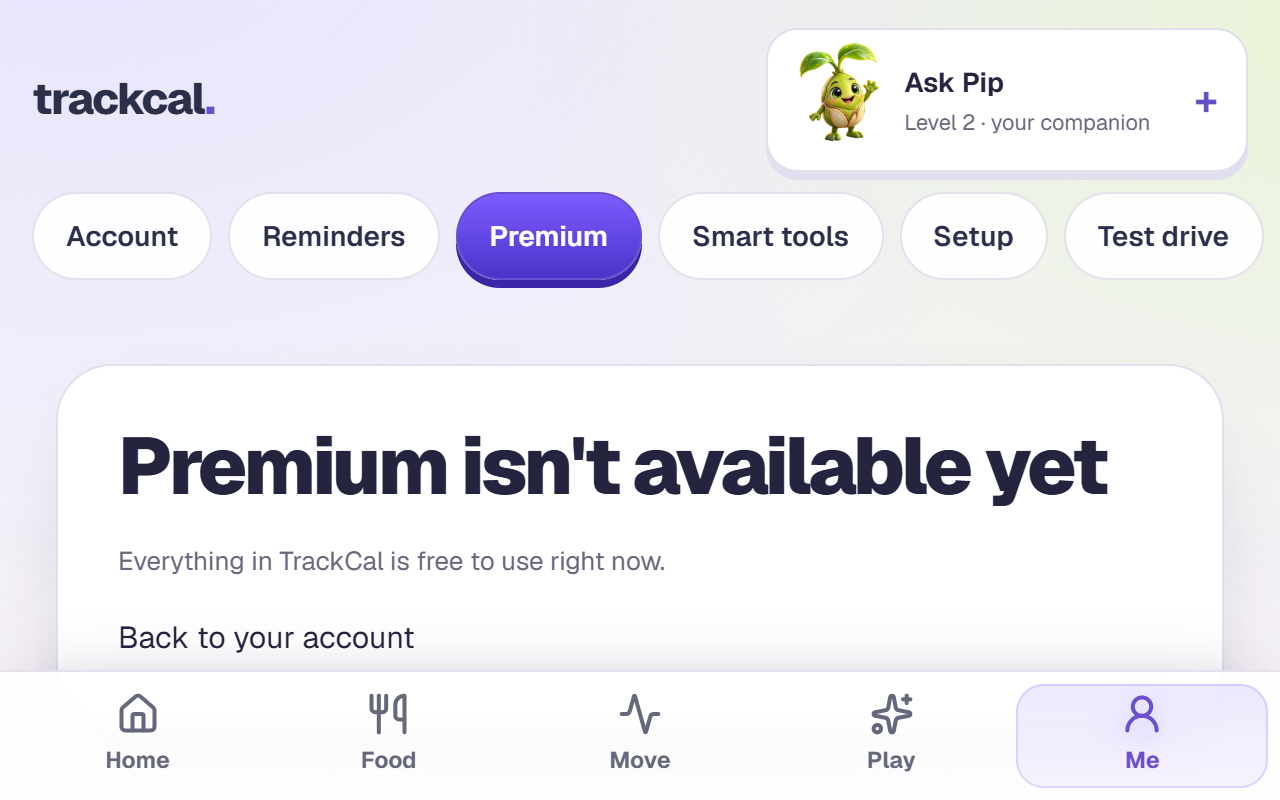 trackcal.
Ask Pip
Level 2 · your companion
+
Account
Reminders
Premium
Smart tools
Setup
Test drive
Premium isn't available yet
Everything in TrackCal is free to use right now.
Back to your account
Home
Food
Move
Play
Me